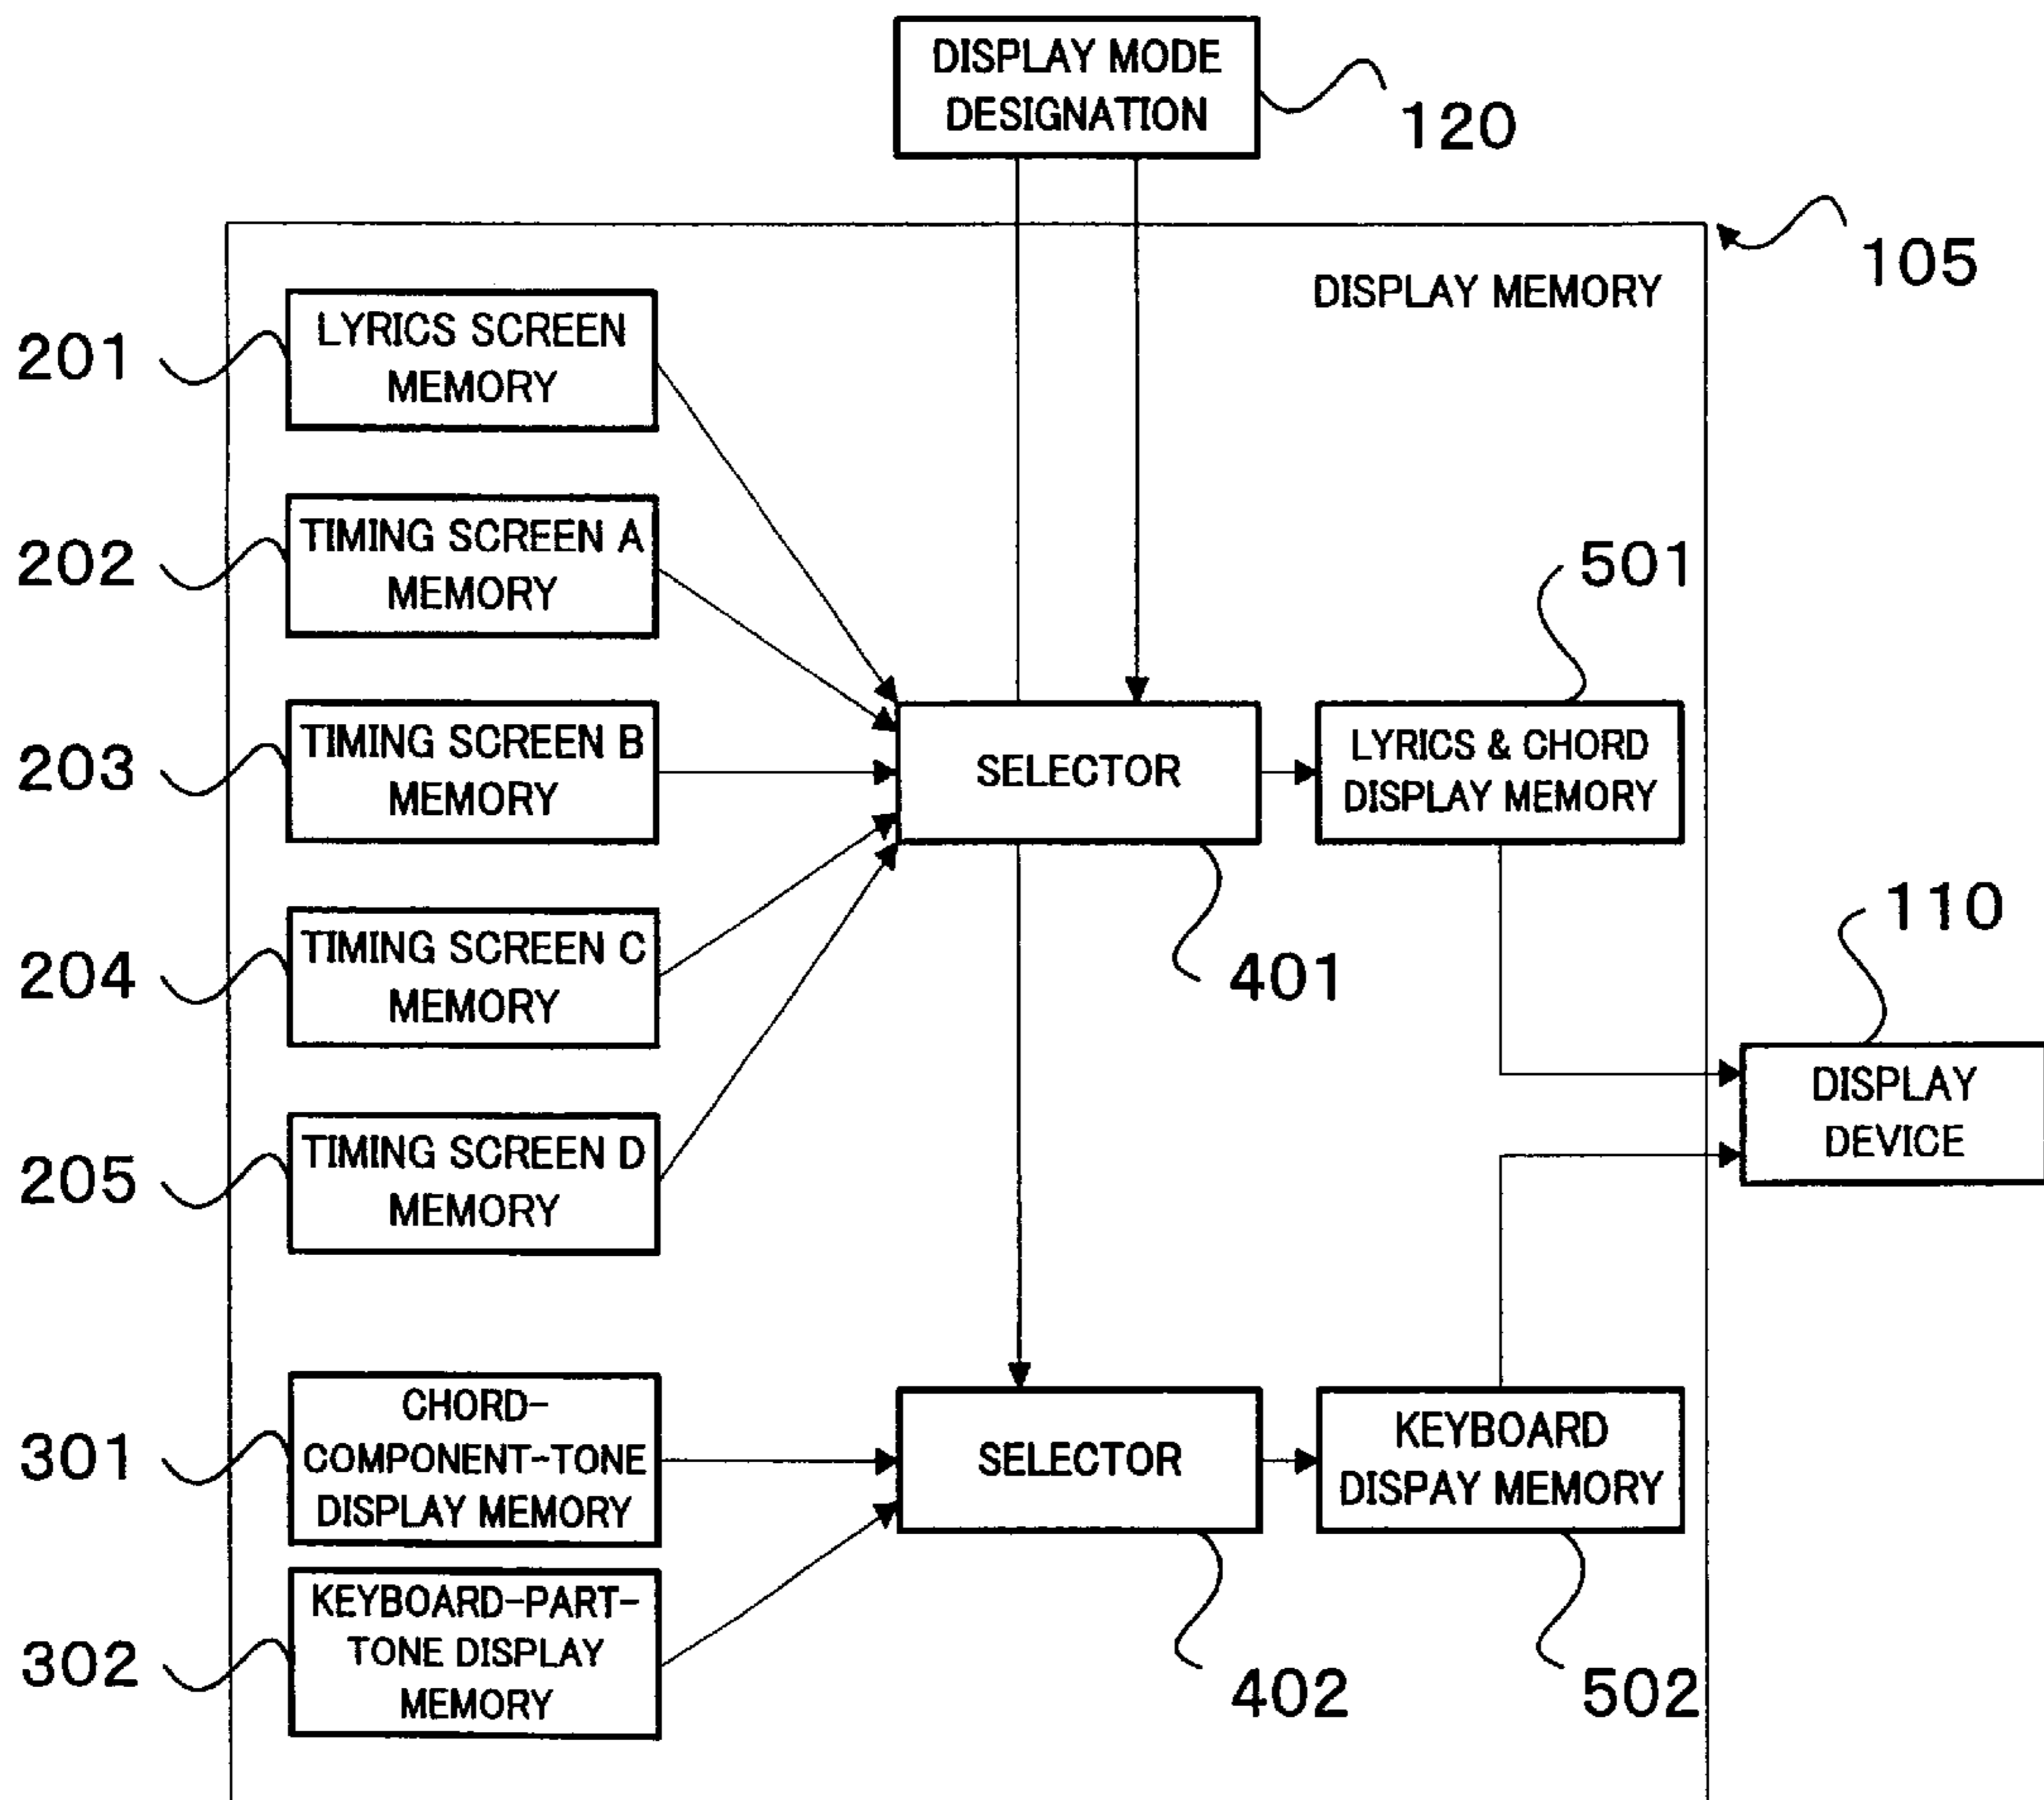 DISPLAY MODE
DESIGNATION
120
105
DISPLAY MEMORY
201
LYRICS SCREEN
MEMORY
202
TIMING SCREEN A
MEMORY
501
203
TIMING SCREEN B
MEMORY
SELECTOR
LYRICS & CHORD
DISPLAY MEMORY
204
TIMING SCREEN C
MEMORY
401
110
205
TIMING SCREEN D
MEMORY
DISPLAY
DEVICE
301
CHORD-
COMPONENT-TONE
DISPLAY MEMORY
SELECTOR
KEYBOARD
DISPAY MEMORY
302
KEYBOARD-PART-
TONE DISPLAY
MEMORY
402
502